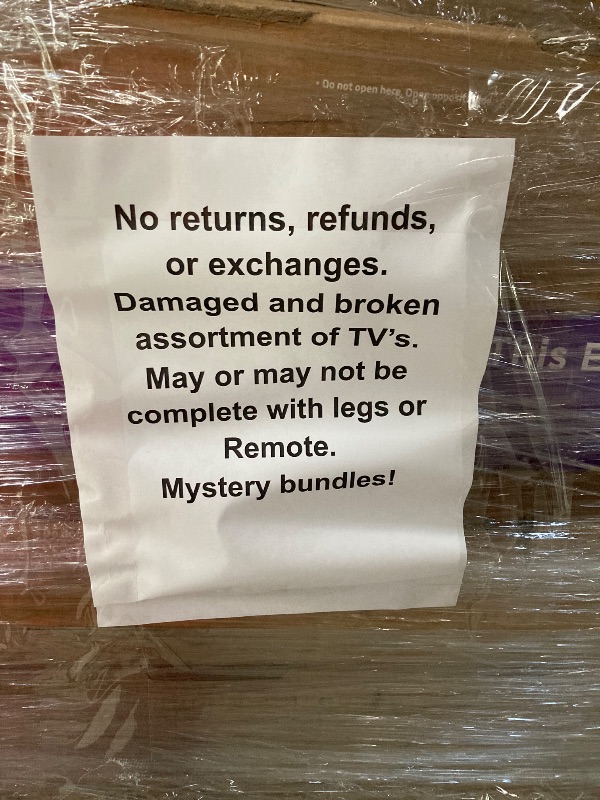 • Do not open here, Open opposite
No returns, refunds,
or exchanges.
Damaged and broken
assortment of TV's.
May or may not be
complete with legs or
Remote.
Mystery bundles!
is E